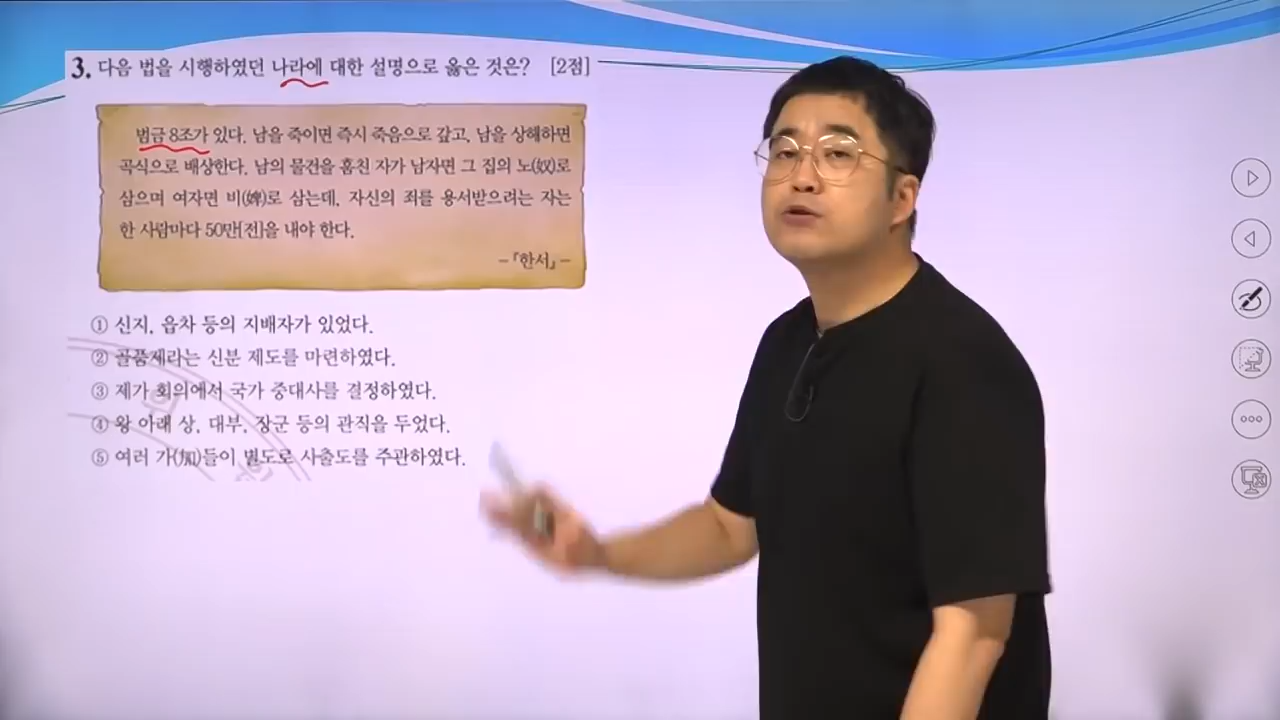 3. 다음 법을 시행하였던 나라에 대한 설명으로 옳은 것은? [2점]
범금 8조가 있다. 남을 죽이면 즉시 죽음으로 갚고, 남을 상해하면
곡식으로 배상한다. 남의 물건을 훔친 자가 남자면 그 집의 노(奴)로
삼으며 여자면 비(婢)로 삼는데, 자신의 죄를 용서받으려는 자는
한 사람마다 50만[전]을 내야 한다.
-『한서』-
① 신지, 읍차 등의 지배자가 있었다.
② 골품제라는 신분 제도를 마련하였다.
③ 제가 회의에서 국가 중대사를 결정하였다.
④ 왕 아래 상, 대부, 장군 등의 관직을 두었다.
⑤ 여러 가(加)들이 별도로 사출도를 주관하였다.